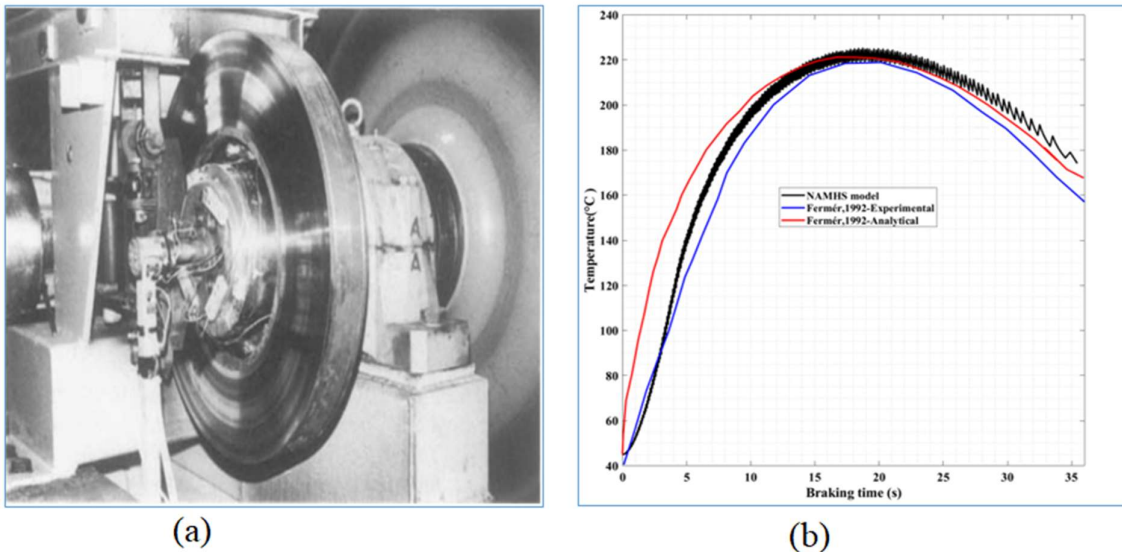 A
A
(a)
240
220
200
180
160
140
120
100
80
60
40
Temperature(°C )
NAMHS model
Fermér,1992-Experimental
Fermér,1992-Analytical
0 5 10 15 20 25 30 35
Braking time (s)
(b)